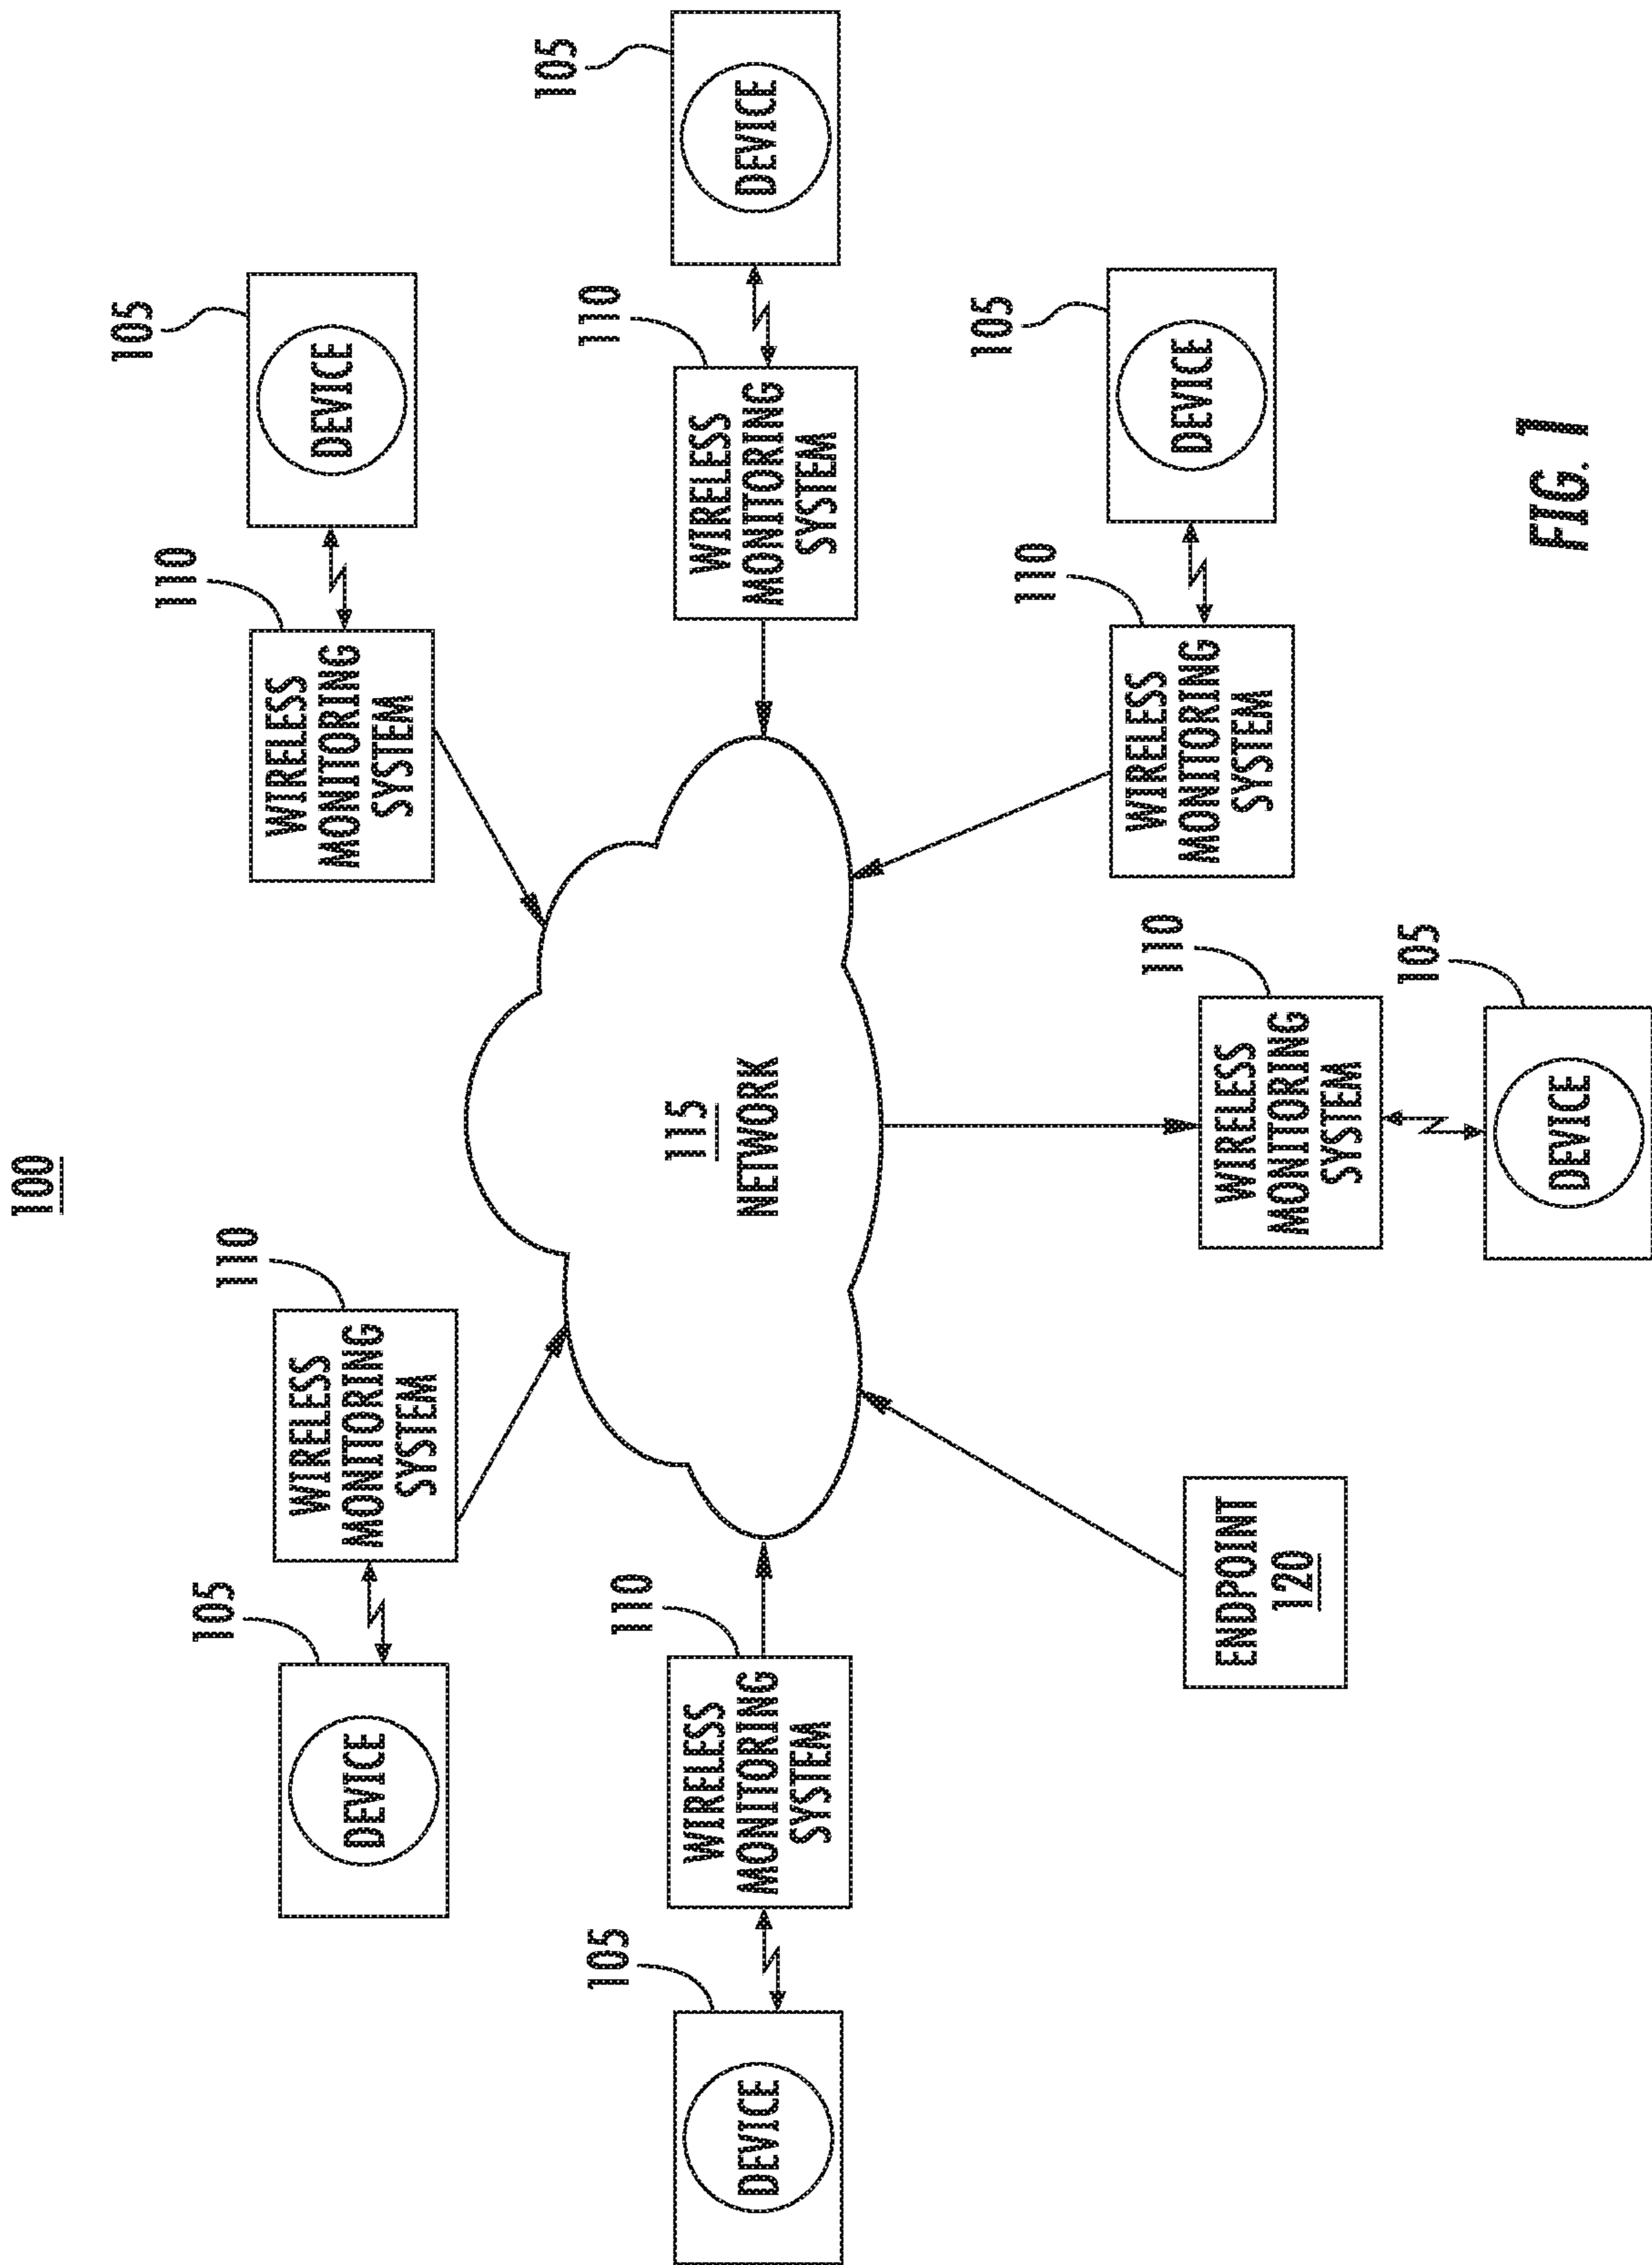 100
105
DEVICE
110
WIRELESS
MONITORING
SYSTEM
110
WIRELESS
MONITORING
SYSTEM
105
DEVICE
105
DEVICE
110
WIRELESS
MONITORING
SYSTEM
115
NETWORK
110
WIRELESS
MONITORING
SYSTEM
105
DEVICE
ENDPOINT
120
110
WIRELESS
MONITORING
SYSTEM
105
DEVICE
110
WIRELESS
MONITORING
SYSTEM
105
DEVICE
FIG. 1